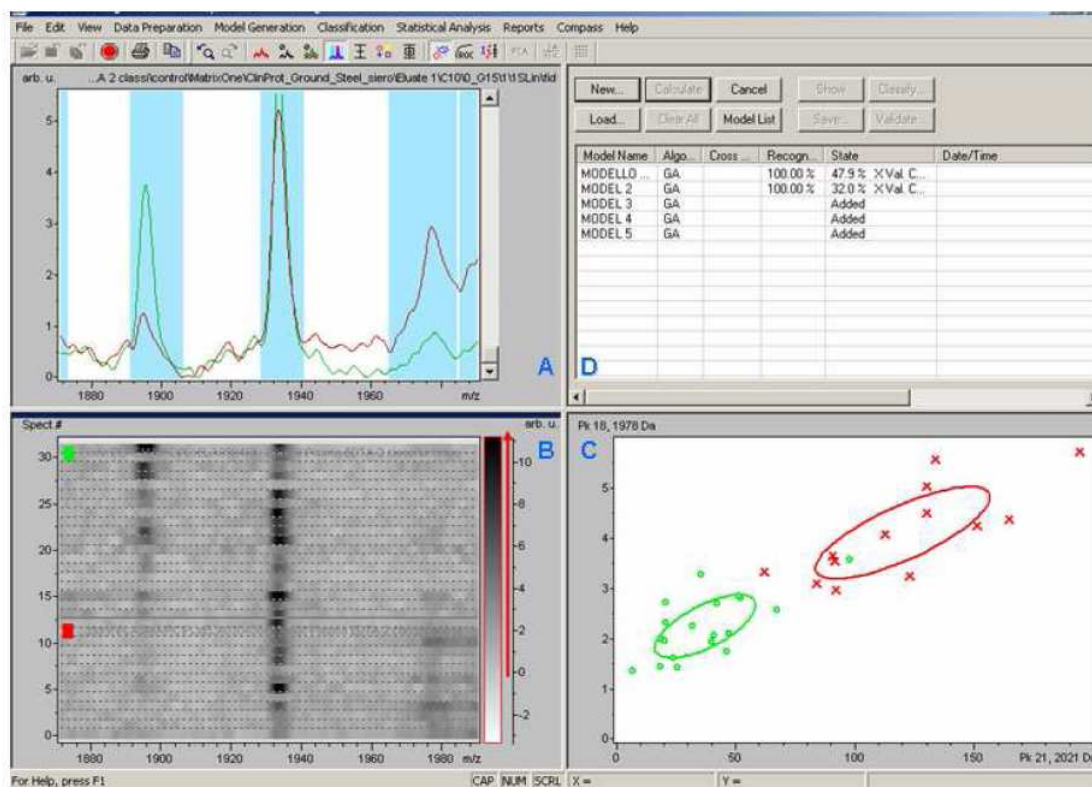 File Edit View Data Preparation Model Generation Classification Statistical Analysis Reports Compass Help
arb. u. ...A 2 classi\control\MatrixOne\ClinProt_Ground_Steel_siero\Eluate 1\C10\0_G15\1\1SLin\fid
5
4
3
2
1
0
1880 1900 1920 1940 1960 m/z
A
New... Calculate Cancel Show Classify...
Load... Clear All Model List Save... Validate...
Model Name Algo... Cross ... Recogn... State Date/Time
MODELLO ... GA 100.00 % 47.9 % X Val. C...
MODEL 2 GA 100.00 % 32.0 % X Val. C...
MODEL 3 GA Added
MODEL 4 GA Added
MODEL 5 GA Added
D
Spect.# arb. u.
B
30
25
20
15
10
5
0
1880 1900 1920 1940 1960 1980 m/z
10
8
6
4
2
0
-2
Pk 18, 1978 Da
C
5
4
3
2
1
0
0 50 100 150 Pk 21, 2021 Da
For Help, press F1 CAP NUM SCRL X = Y =